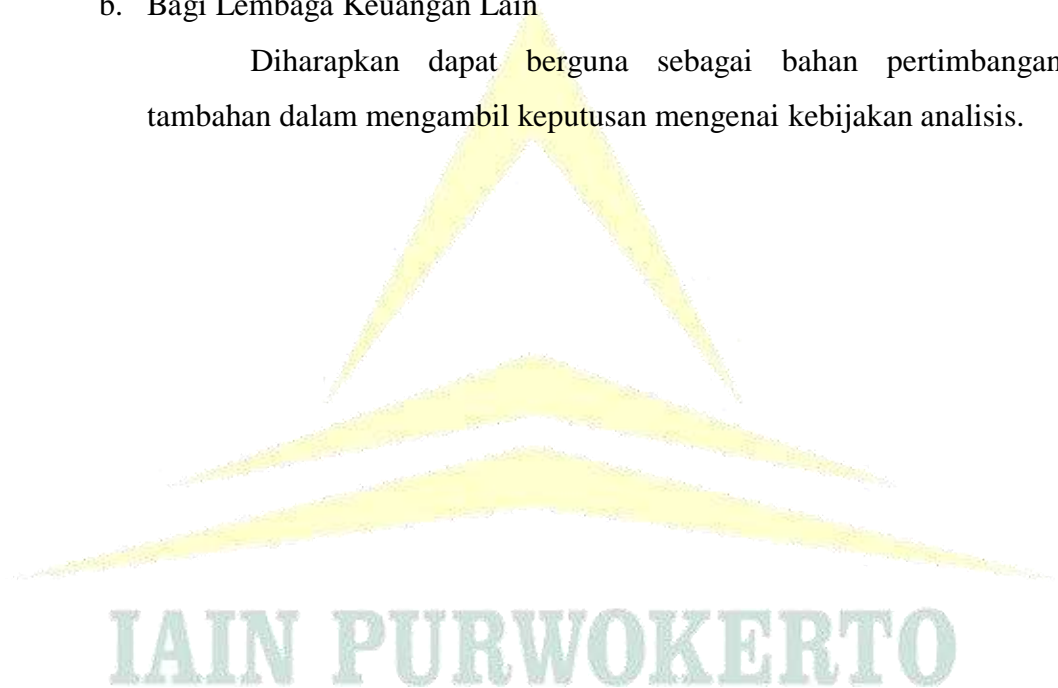 b. Bagi Lembaga Keuangan Lain
Diharapkan dapat berguna sebagai bahan pertimbangan
tambahan dalam mengambil keputusan mengenai kebijakan analisis.
IAIN PURWOKERTO